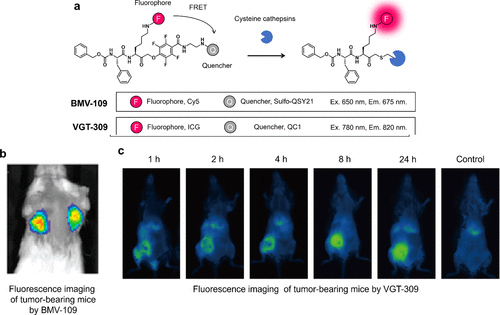 a
Fluorophore
F
HN
FRET
Cysteine cathepsins
F
HN
O
O
N
H
H
N
O
N
H
O
O
F
F
F
F
O
N
H
H
N
Q
Quencher
O
O
N
H
H
N
O
N
H
O
S
BMV-109
F
Fluorophore, Cy5
Q
Quencher, Sulfo-QSY21
Ex. 650 nm, Em. 675 nm.
VGT-309
F
Fluorophore, ICG
Q
Quencher, QC1
Ex. 780 nm, Em. 820 nm.
b
Fluorescence imaging
of tumor-bearing mice
by BMV-109
c
1 h
2 h
4 h
8 h
24 h
Control
Fluorescence imaging of tumor-bearing mice by VGT-309